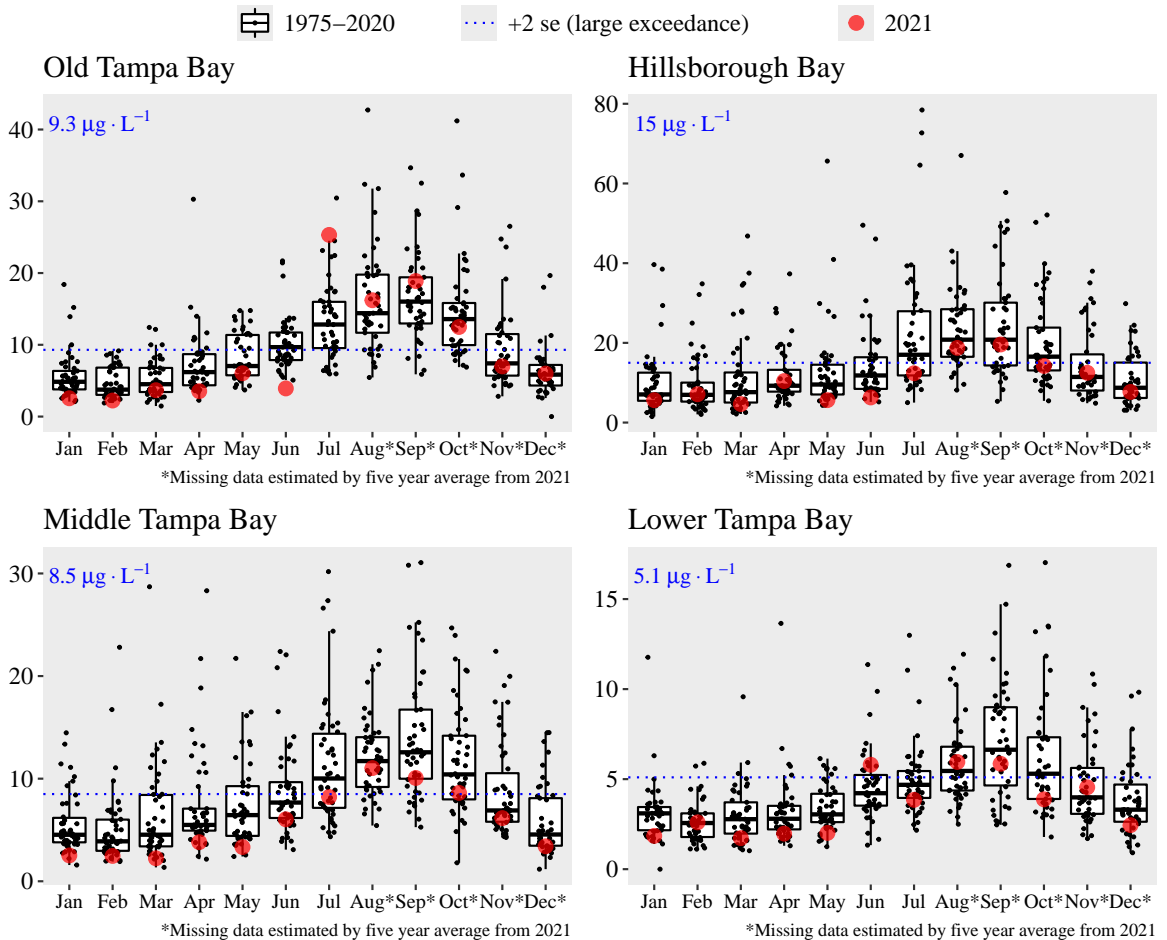 1975–2020 +2 se (large exceedance) 2021
Old Tampa Bay
9.3 μg · L⁻¹
40
30
20
10
0
Jan Feb Mar Apr May Jun Jul Aug* Sep* Oct* Nov* Dec*
*Missing data estimated by five year average from 2021
Hillsborough Bay
15 μg · L⁻¹
80
60
40
20
0
Jan Feb Mar Apr May Jun Jul Aug* Sep* Oct* Nov* Dec*
*Missing data estimated by five year average from 2021
Middle Tampa Bay
8.5 μg · L⁻¹
30
20
10
0
Jan Feb Mar Apr May Jun Jul Aug* Sep* Oct* Nov* Dec*
*Missing data estimated by five year average from 2021
Lower Tampa Bay
5.1 μg · L⁻¹
15
10
5
0
Jan Feb Mar Apr May Jun Jul Aug* Sep* Oct* Nov* Dec*
*Missing data estimated by five year average from 2021